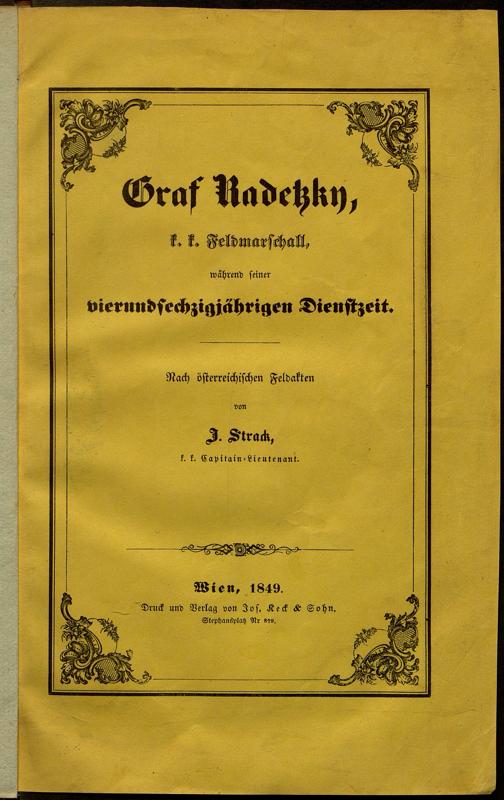 Graf Radetzky,
k. k. Feldmarschall,
während seiner
vierundsechzigjährigen Dienstzeit.
Nach österreichischen Feldakten
von
J. Strack,
k. k. Capitain-Lieutenant.
Wien, 1849.
Druck und Verlag von Jos. Keck & Sohn.
Stephansplatz Nr